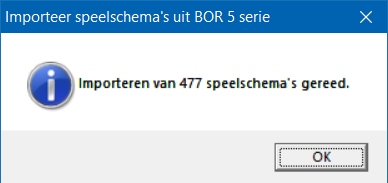 Importeer speelschema's uit BOR 5 serie
Importeren van 477 speelschema's gereed.
OK